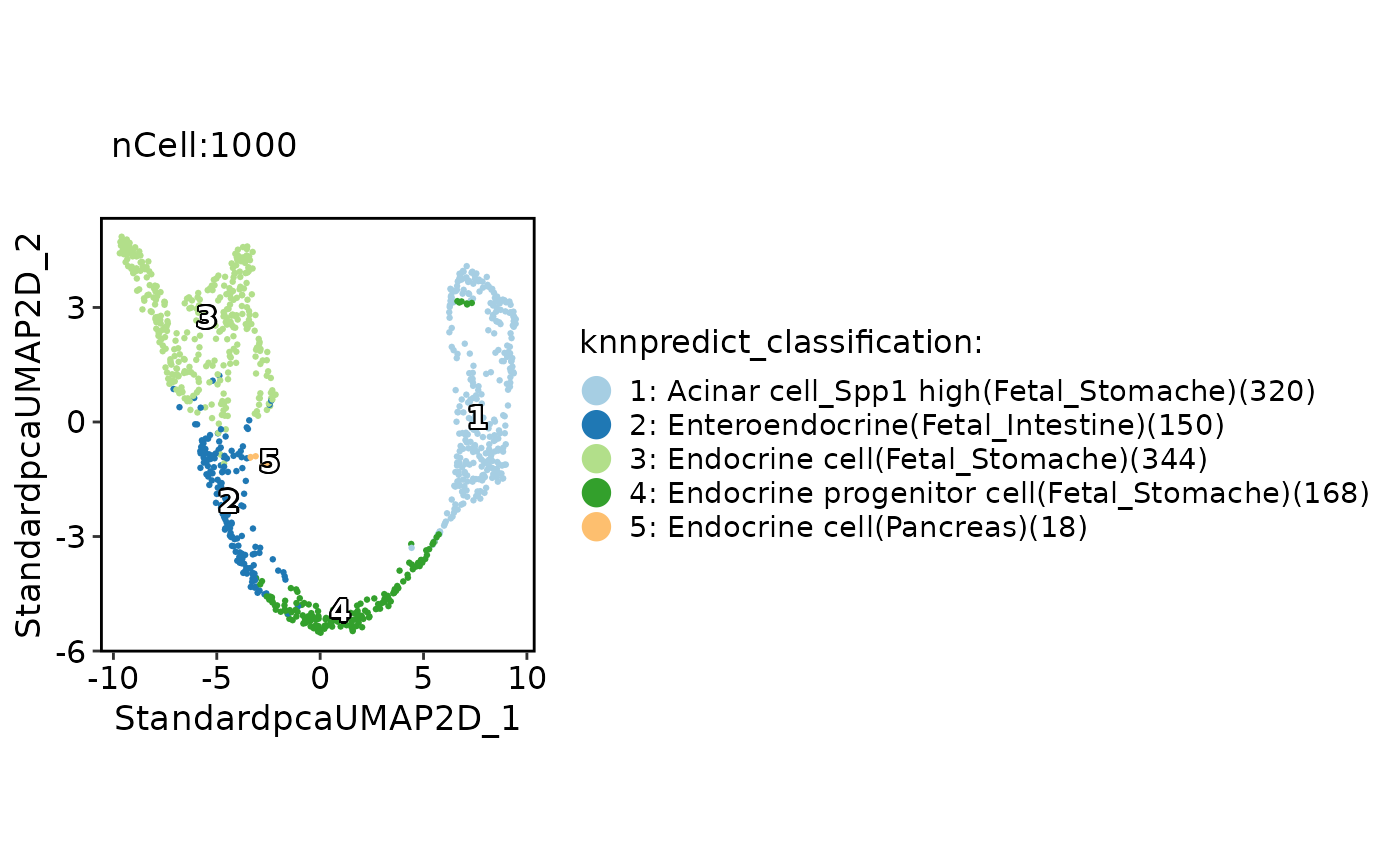 nCell:1000
StandardpcaUMAP2D_2
3
0
-3
-6
3
1
5
2
4
-10 -5 0 5 10
StandardpcaUMAP2D_1
knnpredict_classification:
1: Acinar cell_Spp1 high(Fetal_Stomache)(320)
2: Enteroendocrine(Fetal_Intestine)(150)
3: Endocrine cell(Fetal_Stomache)(344)
4: Endocrine progenitor cell(Fetal_Stomache)(168)
5: Endocrine cell(Pancreas)(18)